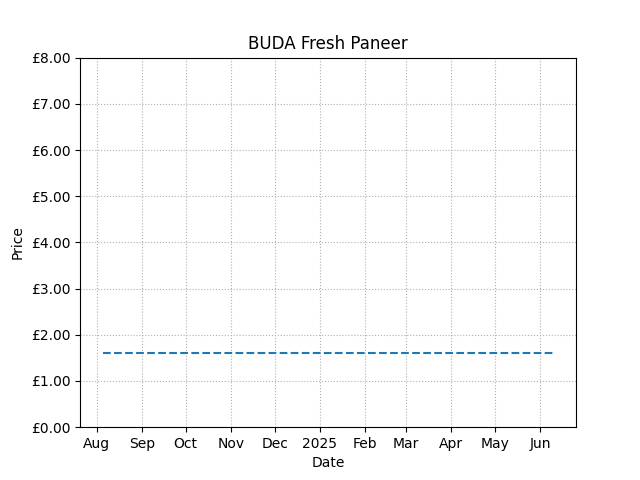 BUDA Fresh Paneer
£8.00
£7.00
£6.00
£5.00
£4.00
£3.00
£2.00
£1.00
£0.00
Price
Aug Sep Oct Nov Dec 2025 Feb Mar Apr May Jun
Date